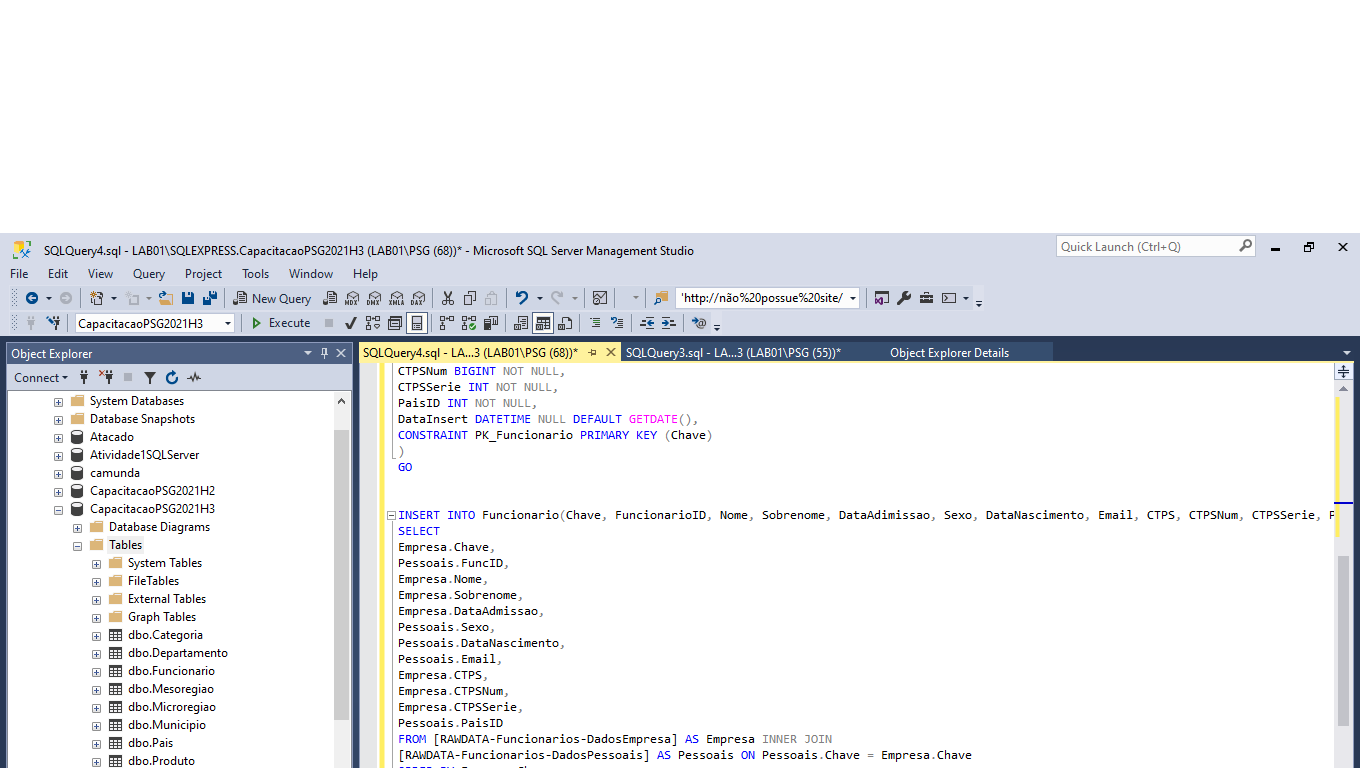 SQLQuery4.sql - LAB01\SQLEXPRESS.CapacitacaoPSG2021H3 (LAB01\PSG (68))* - Microsoft SQL Server Management Studio
Quick Launch (Ctrl+Q)
File Edit View Query Project Tools Window Help
New Query MDX DMX XMLA DAX 'http://não%20possue%20site/
CapacitacaoPSG2021H3 Execute
Object Explorer
Connect
System Databases
Database Snapshots
Atacado
Atividade1SQLServer
camunda
CapacitacaoPSG2021H2
CapacitacaoPSG2021H3
Database Diagrams
Tables
System Tables
FileTables
External Tables
Graph Tables
dbo.Categoria
dbo.Departamento
dbo.Funcionario
dbo.Mesoregiao
dbo.Microregiao
dbo.Municipio
dbo.Pais
dbo.Produto
SQLQuery4.sql - LA...3 (LAB01\PSG (68))* SQLQuery3.sql - LA...3 (LAB01\PSG (55))* Object Explorer Details
CTPSNum BIGINT NOT NULL,
CTPSSerie INT NOT NULL,
PaisID INT NOT NULL,
DataInsert DATETIME NULL DEFAULT GETDATE(),
CONSTRAINT PK_Funcionario PRIMARY KEY (Chave)
)
GO
INSERT INTO Funcionario(Chave, FuncionarioID, Nome, Sobrenome, DataAdimissao, Sexo, DataNascimento, Email, CTPS, CTPSNum, CTPSSerie,
SELECT
Empresa.Chave,
Pessoais.FuncID,
Empresa.Nome,
Empresa.Sobrenome,
Empresa.DataAdmissao,
Pessoais.Sexo,
Pessoais.DataNascimento,
Pessoais.Email,
Empresa.CTPS,
Empresa.CTPSNum,
Empresa.CTPSSerie,
Pessoais.PaisID
FROM [RAWDATA-Funcionarios-DadosEmpresa] AS Empresa INNER JOIN
[RAWDATA-Funcionarios-DadosPessoais] AS Pessoais ON Pessoais.Chave = Empresa.Chave